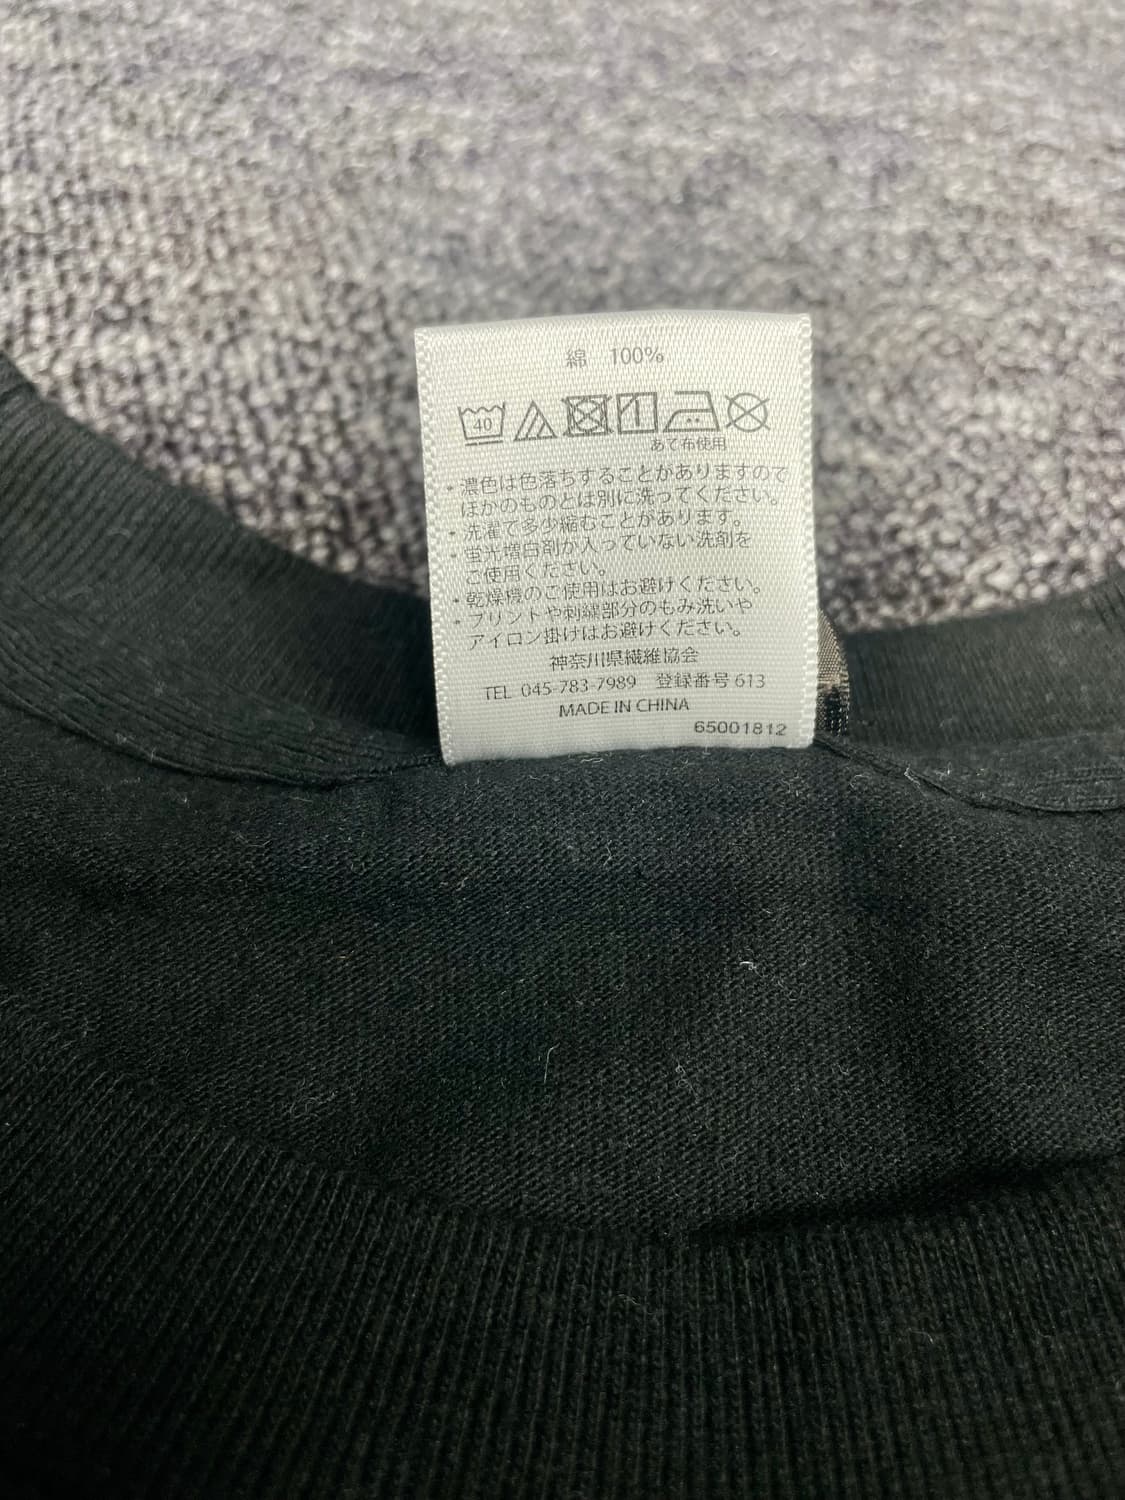 綿 100%
40
あて布使用
・濃色は色落ちすることがありますので
ほかのものとは別に洗ってください。
・洗濯で多少縮むことがあります。
・蛍光増白剤が入っていない洗剤を
ご使用ください。
・乾燥機のご使用はお避けください。
・プリントや刺繍部分のもみ洗いや
アイロン掛けはお避けください。
神奈川県繊維協会
TEL 045-783-7989 登録番号 613
MADE IN CHINA
65001812